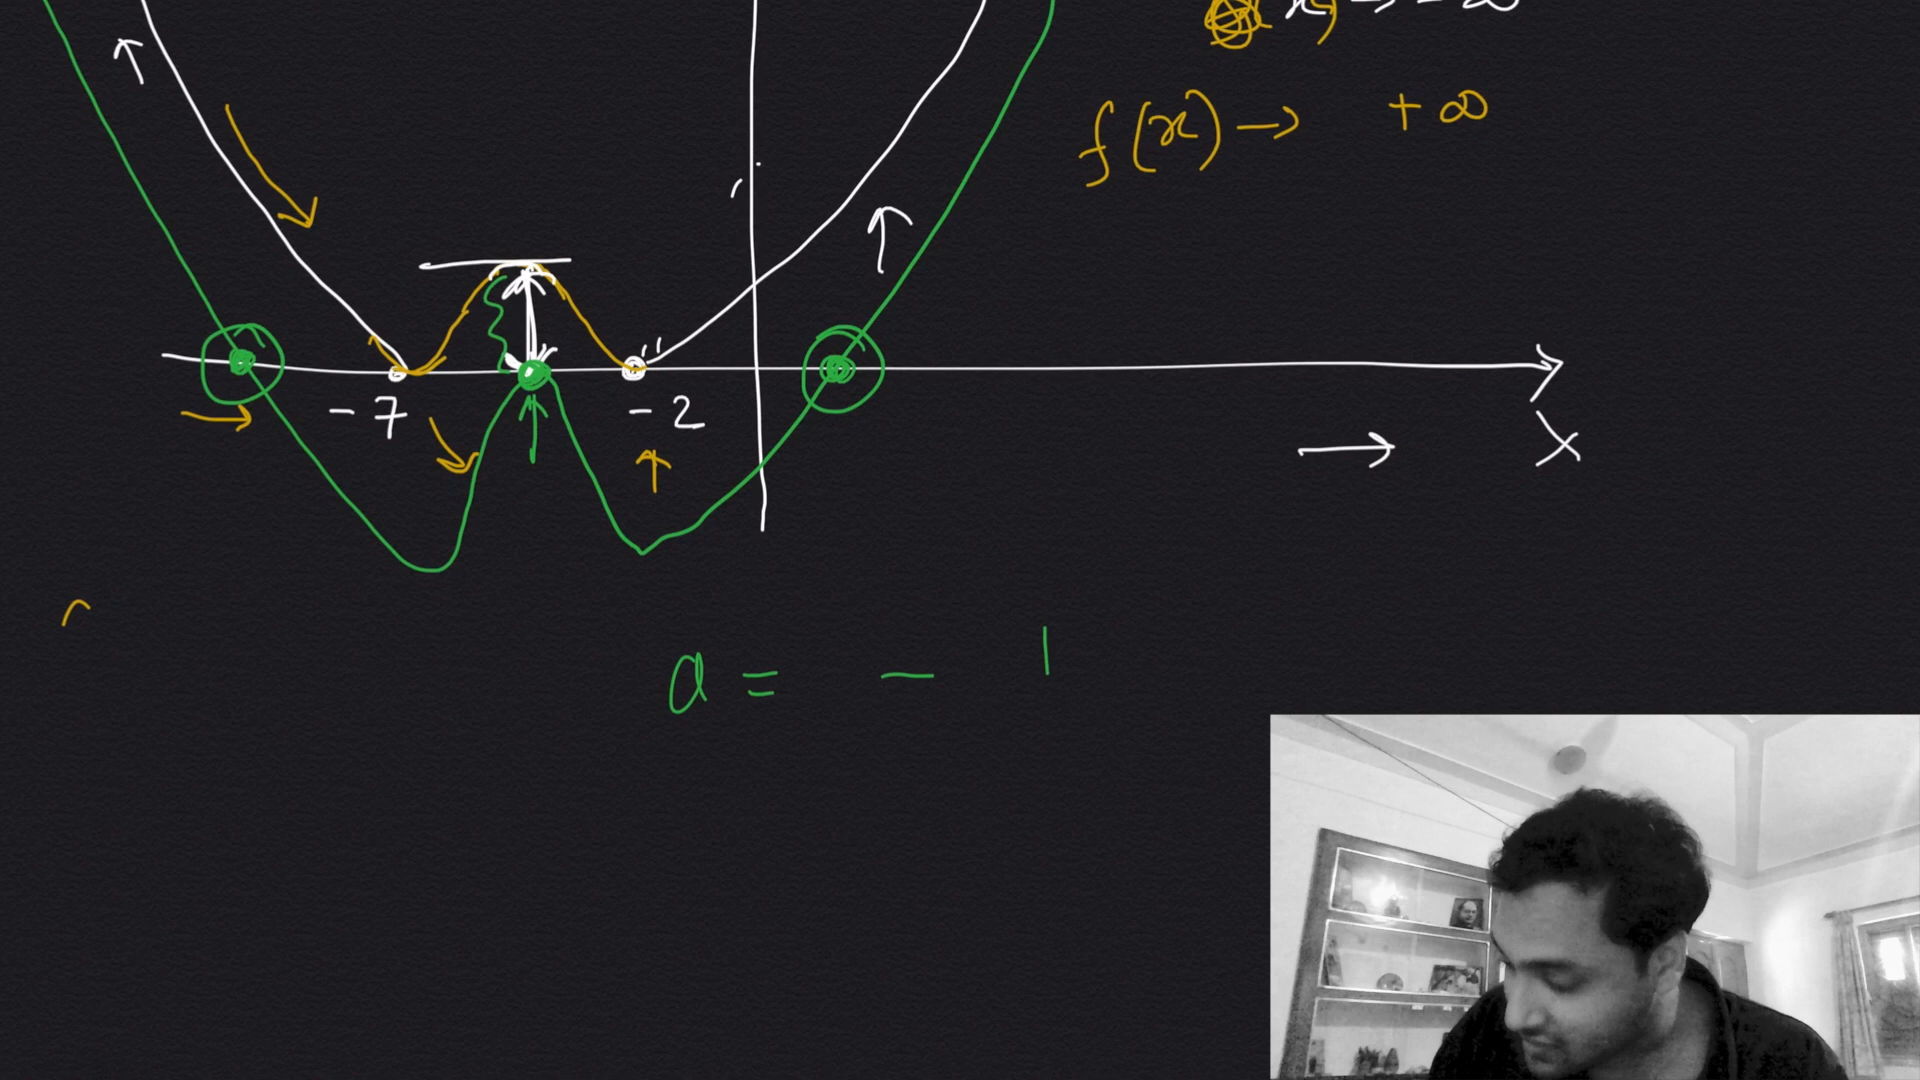 x) → - ∞
f(x) → + ∞
-7 -2
X
a = - 1